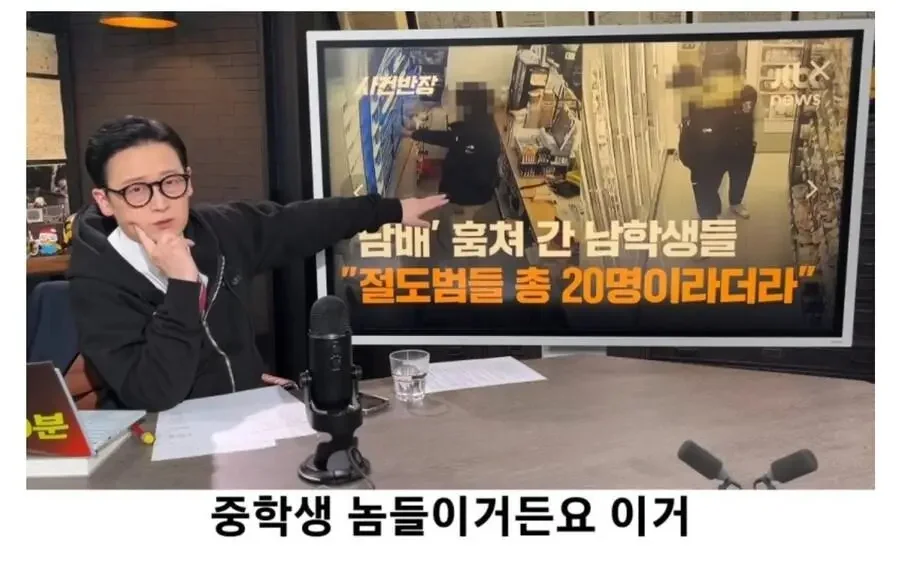 사건반장
jtbc
news
'담배' 훔쳐 간 남학생들
"절도범들 총 20명이라더라"
분
중학생 놈들이거든요 이거